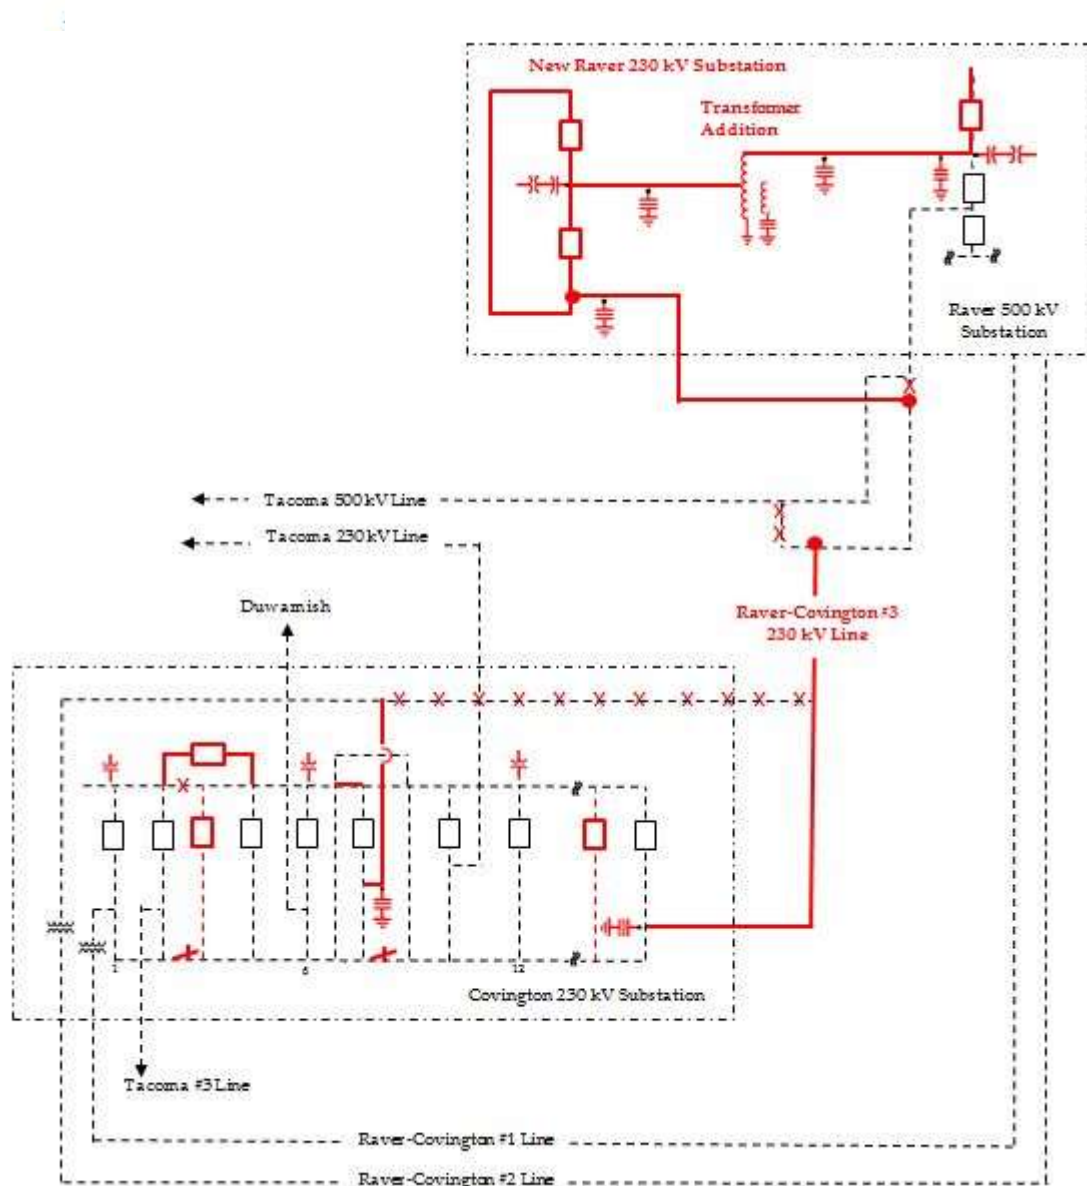 New Raver 230 kV Substation
Transformer
Addition
Raver 500 kV
Substation
Tacoma 500 kV Line
Tacoma 230 kV Line
Duwamish
Raver-Covington #3
230 kV Line
1
6
12
Covington 230 kV Substation
Tacoma #3 Line
Raver-Covington #1 Line
Raver-Covington #2 Line